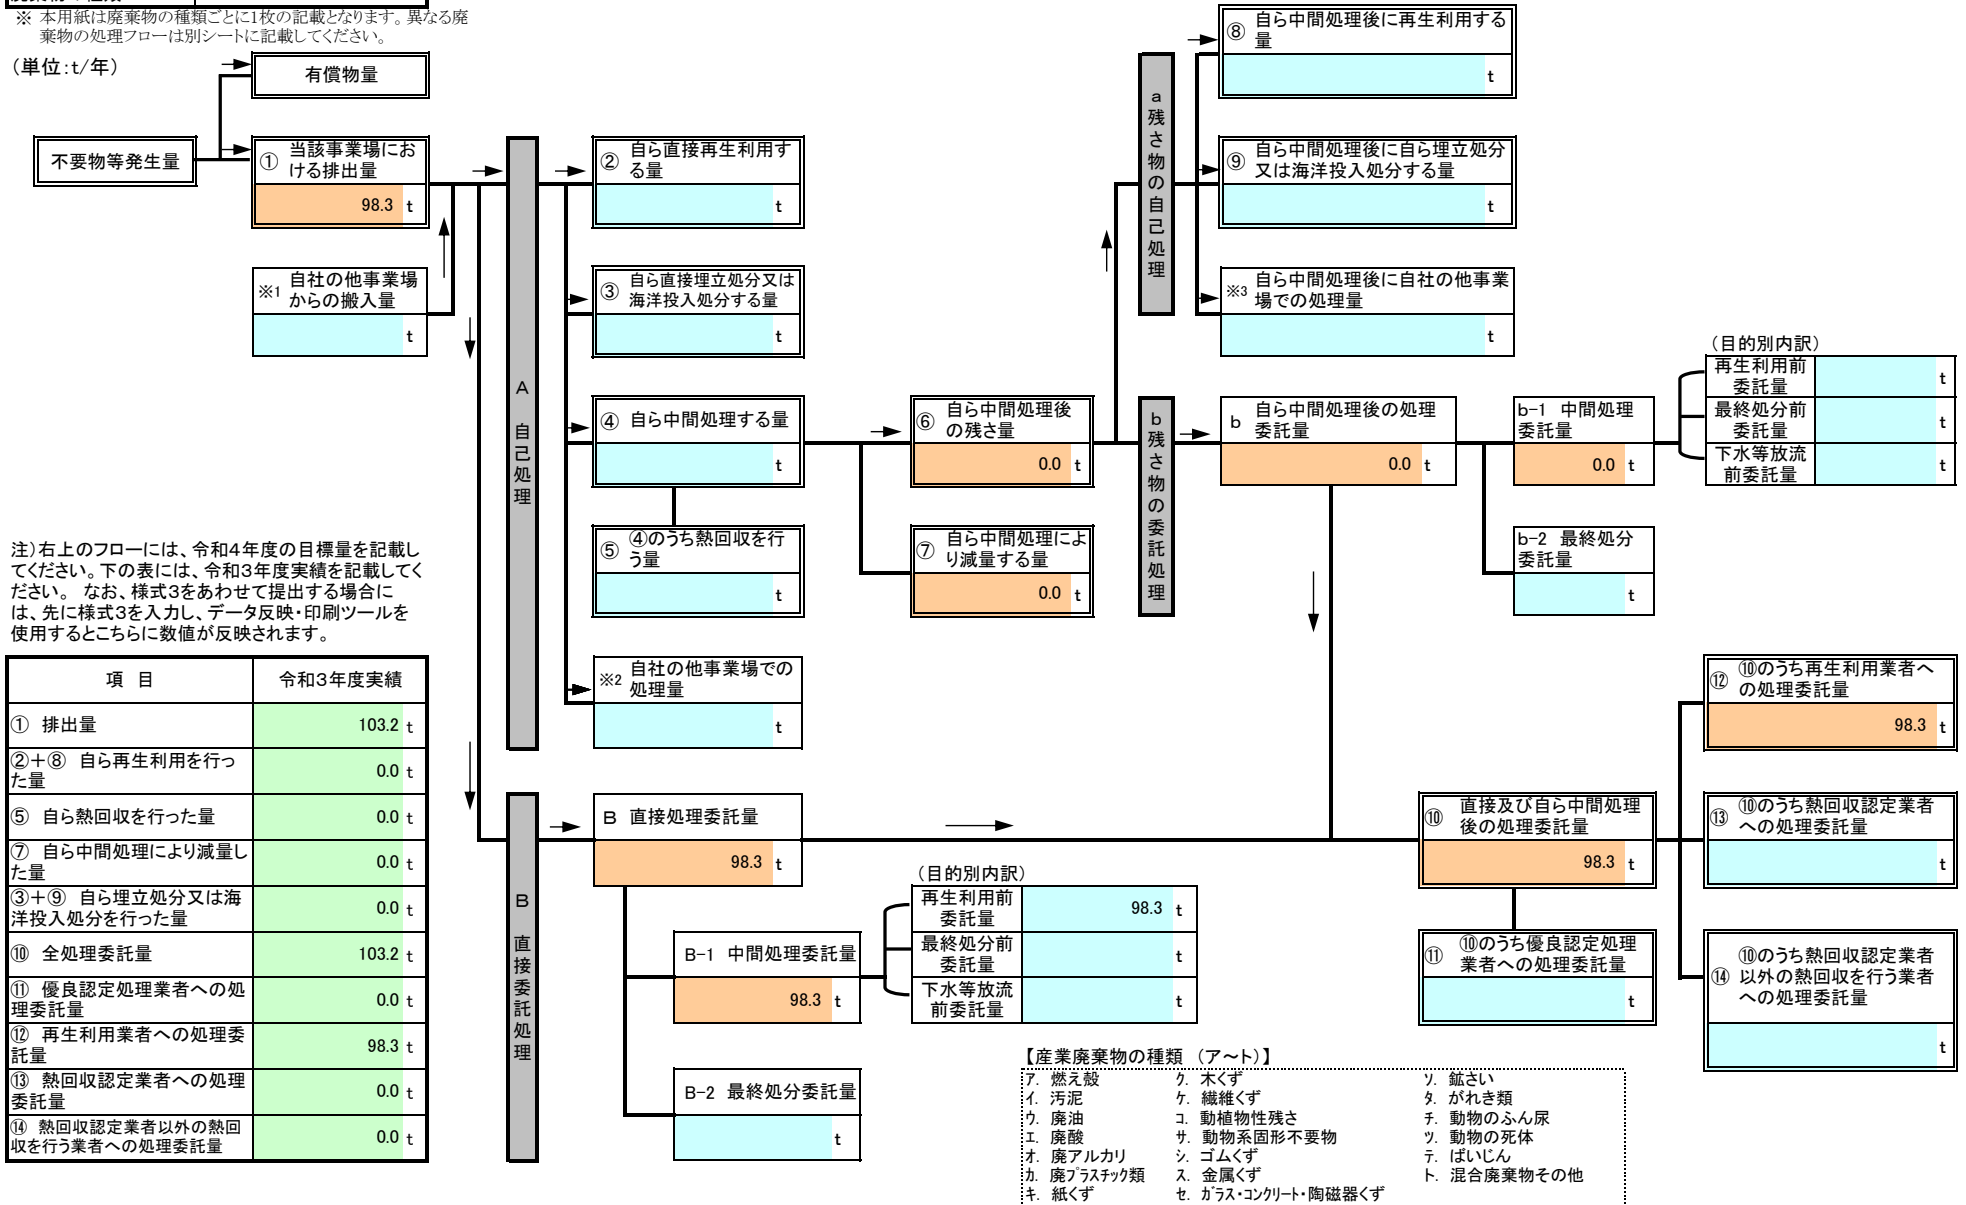 ※ 本用紙は廃棄物の種類ごとに1枚の記載となります。異なる廃
棄物の処理フローは別シートに記載してください。
(単位:t/年)
有償物量
不要物等発生量
① 当該事業場にお
ける排出量
98.3 t
※1 自社の他事業場
からの搬入量
t
A 自己処理
② 自ら直接再生利用す
る量
t
③ 自ら直接埋立処分又は
海洋投入処分する量
t
④ 自ら中間処理する量
t
⑤ ④のうち熱回収を行
う量
t
※2 自社の他事業場での
処理量
t
⑥ 自ら中間処理後
の残さ量
0.0 t
⑦ 自ら中間処理によ
り減量する量
0.0 t
a 残さ物の自己処理
⑧ 自ら中間処理後に再生利用する
量
t
⑨ 自ら中間処理後に自ら埋立処分
又は海洋投入処分する量
t
※3 自ら中間処理後に自社の他事業
場での処理量
t
b 残さ物の委託処理
b 自ら中間処理後の処理
委託量
0.0 t
b-1 中間処理
委託量
0.0 t
(目的別内訳)
再生利用前
委託量
t
最終処分前
委託量
t
下水等放流
前委託量
t
b-2 最終処分
委託量
t
注)右上のフローには、令和4年度の目標量を記載し
てください。下の表には、令和3年度実績を記載してく
ださい。 なお、様式3をあわせて提出する場合に
は、先に様式3を入力し、データ反映・印刷ツールを
使用するとこちらに数値が反映されます。
項 目 令和3年度実績
① 排出量 103.2 t
②+⑧ 自ら再生利用を行っ
た量 0.0 t
⑤ 自ら熱回収を行った量 0.0 t
⑦ 自ら中間処理により減量し
た量 0.0 t
③+⑨ 自ら埋立処分又は海
洋投入処分を行った量 0.0 t
⑩ 全処理委託量 103.2 t
⑪ 優良認定処理業者への処
理委託量 0.0 t
⑫ 再生利用業者への処理委
託量 98.3 t
⑬ 熱回収認定業者への処理
委託量 0.0 t
⑭ 熱回収認定業者以外の熱回
収を行う業者への処理委託量 0.0 t
B 直接委託処理
B 直接処理委託量
98.3 t
B-1 中間処理委託量
98.3 t
(目的別内訳)
再生利用前
委託量 98.3 t
最終処分前
委託量 t
下水等放流
前委託量 t
B-2 最終処分委託量
t
⑩ 直接及び自ら中間処理
後の処理委託量
98.3 t
⑪ ⑩のうち優良認定処理
業者への処理委託量
t
⑫ ⑩のうち再生利用業者へ
の処理委託量
98.3 t
⑬ ⑩のうち熱回収認定業者
への処理委託量
t
⑭ ⑩のうち熱回収認定業者
以外の熱回収を行う業者
への処理委託量
t
【産業廃棄物の種類 (ア~ト)】
ア. 燃え殻 ク. 木くず ソ. 鉱さい
イ. 汚泥 ケ. 繊維くず タ. がれき類
ウ. 廃油 コ. 動植物性残さ チ. 動物のふん尿
エ. 廃酸 サ. 動物系固形不要物 ツ. 動物の死体
オ. 廃アルカリ シ. ゴムくず テ. ばいじん
カ. 廃プラスチック類 ス. 金属くず ト. 混合廃棄物その他
キ. 紙くず セ. ガラス・コンクリート・陶磁器くず